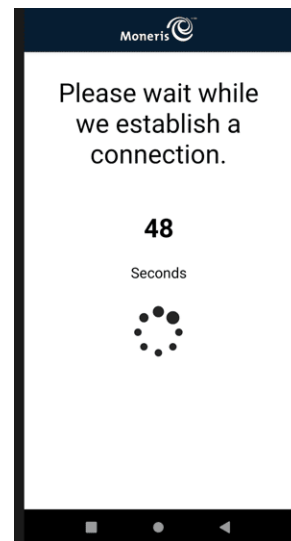 Moneris
Please wait while
we establish a
connection.
48
Seconds